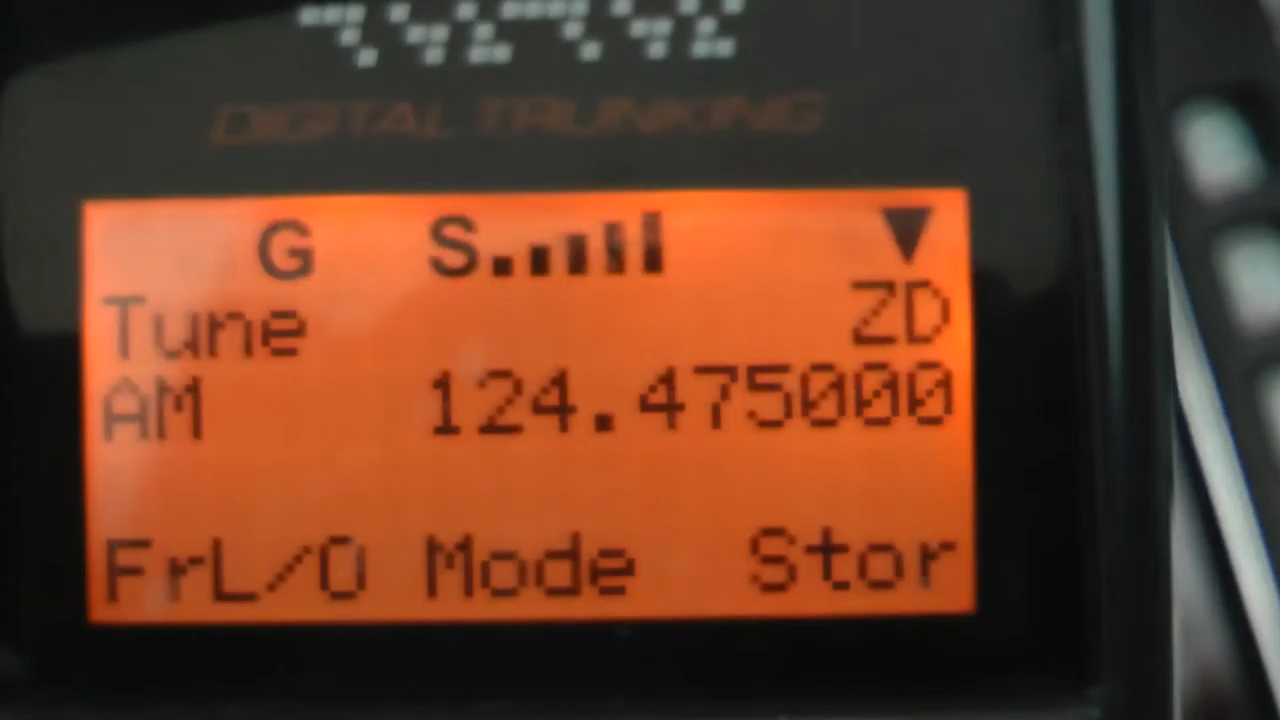 DIGITAL TRUNKING
G S
Tune ZD
AM 124.475000
FrL/O Mode Stor